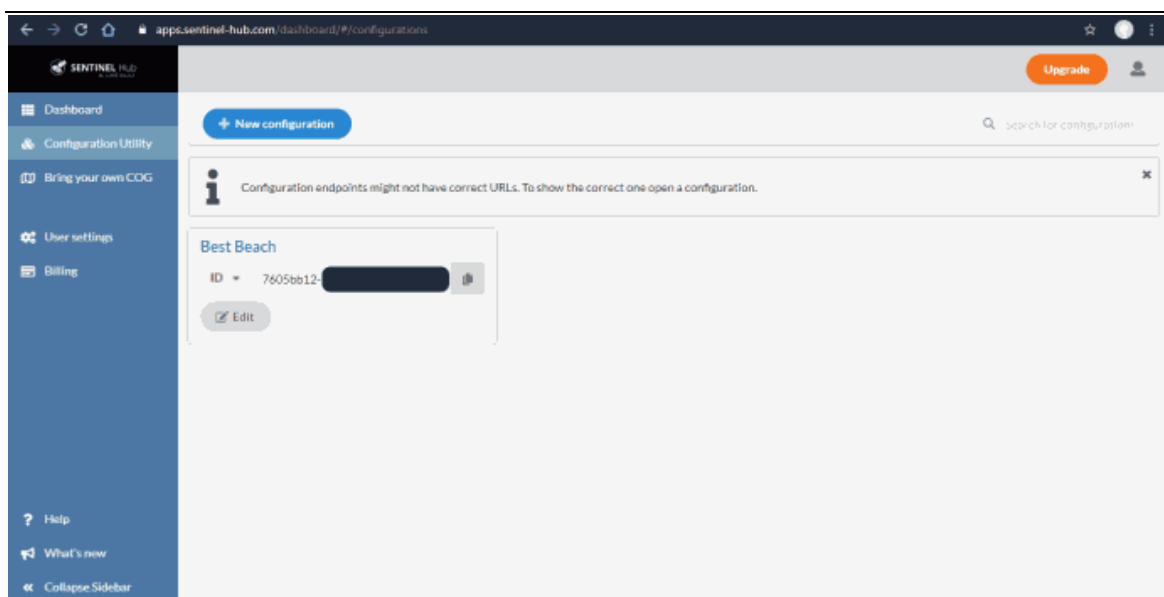 apps.sentinel-hub.com/dashboard/#/configurations
SENTINEL Hub
Upgrade
Dashboard
Configuration Utility
Bring your own COG
User settings
Billing
Help
What's new
Collapse Sidebar
+ New configuration
Search for configurations
Configuration endpoints might not have correct URLs. To show the correct one open a configuration.
Best Beach
ID 7605bb12-
Edit